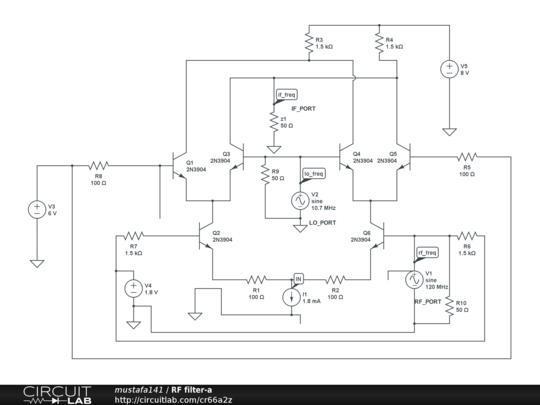 R3
1.5 kΩ
R4
1.5 kΩ
V5
8 V
if_freq
IF_PORT
z1
50 Ω
Q1
2N3904
Q3
2N3904
Q4
2N3904
Q5
2N3904
R8
100 Ω
R9
50 Ω
lo_freq
V2
sine
10.7 MHz
LO_PORT
R5
100 Ω
V3
6 V
Q2
2N3904
Q6
2N3904
R7
1.5 kΩ
R6
1.5 kΩ
rf_freq
V4
1.8 V
R1
100 Ω
IN
R2
100 Ω
I1
1.8 mA
V1
sine
120 MHz
RF_PORT
R10
50 Ω
CIRCUIT
LAB
mustafa141 / RF filter-a
http://circuitlab.com/cr66a2z